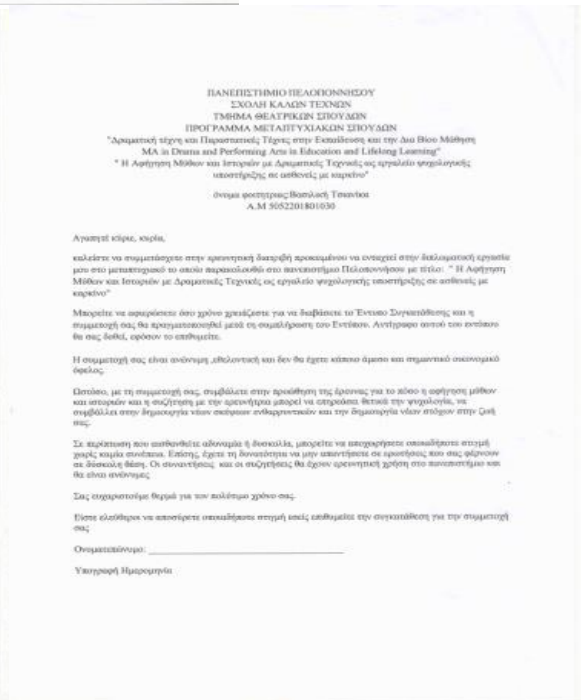 ΠΑΝΕΠΙΣΤΗΜΙΟ ΠΕΛΟΠΟΝΝΗΣΟΥ
ΣΧΟΛΗ ΚΑΛΩΝ ΤΕΧΝΩΝ
ΤΜΗΜΑ ΘΕΑΤΡΙΚΩΝ ΣΠΟΥΔΩΝ
ΠΡΟΓΡΑΜΜΑ ΜΕΤΑΠΤΥΧΙΑΚΩΝ ΣΠΟΥΔΩΝ
"Δραματική τέχνη και Παραστατικές Τέχνες στην Εκπαίδευση και την Δια Βίου Μάθηση
MA in Drama and Performing Arts in Education and Lifelong Learning"
" Η Αφήγηση Μύθων και Ιστοριών με Δραματικές Τεχνικές ως εργαλείο ψυχολογικής
υποστήριξης σε ασθενείς με καρκίνο"
όνομα φοιτητριας:Βασιλική Τσιανίκα
Α.Μ 5052201801030
Αγαπητέ κύριε, κυρία,
καλείστε να συμμετάσχετε στην ερευνητική διατριβή προκειμένου να ενταχτεί στην διπλωματική εργασία
μου στο μεταπτυχιακό το οποίο παρακολουθώ στο πανεπιστήμιο Πελοποννήσου με τίτλο: " Η Αφήγηση
Μύθων και Ιστοριών με Δραματικές Τεχνικές ως εργαλείο ψυχολογικής υποστήριξης σε ασθενείς με
καρκίνο"
Μπορείτε να αφιερώσετε όσο χρόνο χρειάζεστε για να διαβάσετε το Έντυπο Συγκατάθεσης και η
συμμετοχή σας θα πραγματοποιηθεί μετά τη συμπλήρωση του Εντύπου. Αντίγραφο αυτού του εντύπου
θα σας δοθεί, εφόσον το επιθυμείτε.
Η συμμετοχή σας είναι ανώνυμη ,εθελοντική και δεν θα έχετε κάποιο άμεσο και σημαντικό οικονομικό
όφελος.
Ωστόσο, με τη συμμετοχή σας, συμβάλετε στην προώθηση της έρευνας για το πόσο η αφήγηση μύθων
και ιστοριών και η συζήτηση με την ερευνήτρια μπορεί να επηρεάσει θετικά την ψυχολογία, να
συμβάλλει στην δημιουργία νέων σκέψεων ενθαρρυντικών και την δημιουργία νέων στόχων στην ζωή
σας.
Σε περίπτωση που αισθανθείτε αδυναμία ή δυσκολία, μπορείτε να αποχωρήσετε οποιαδήποτε στιγμή
χωρίς καμία συνέπεια. Επίσης, έχετε τη δυνατότητα να μην απαντήσετε σε ερωτήσεις που σας φέρνουν
σε δύσκολη θέση. Οι συναντήσεις και οι συζητήσεις θα έχουν ερευνητική χρήση στο πανεπιστήμιο και
θα είναι ανώνυμες
Σας ευχαριστούμε θερμά για τον πολύτιμο χρόνο σας.
Είστε ελεύθεροι να αποσύρετε οποιαδήποτε στιγμή εσείς επιθυμείτε την συγκατάθεση για την συμμετοχή
σας
Ονοματεπώνυμο:
Υπογραφή Ημερομηνία